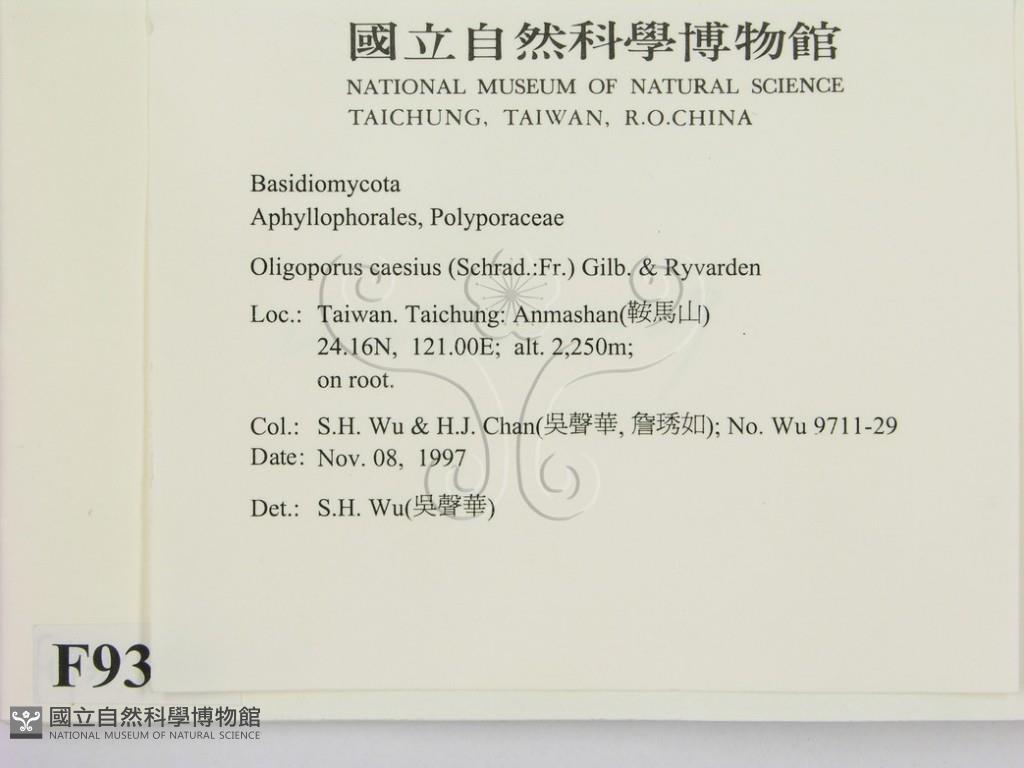 國立自然科學博物館
NATIONAL MUSEUM OF NATURAL SCIENCE
TAICHUNG, TAIWAN, R.O.CHINA
Basidiomycota
Aphyllophorales, Polyporaceae
Oligoporus caesius (Schrad.:Fr.) Gilb. & Ryvarden
Loc.: Taiwan. Taichung: Anmashan(鞍馬山)
24.16N, 121.00E; alt. 2,250m;
on root.
Col.: S.H. Wu & H.J. Chan(吳聲華, 詹琇如); No. Wu 9711-29
Date: Nov. 08, 1997
Det.: S.H. Wu(吳聲華)
F93
國立自然科學博物館
NATIONAL MUSEUM OF NATURAL SCIENCE